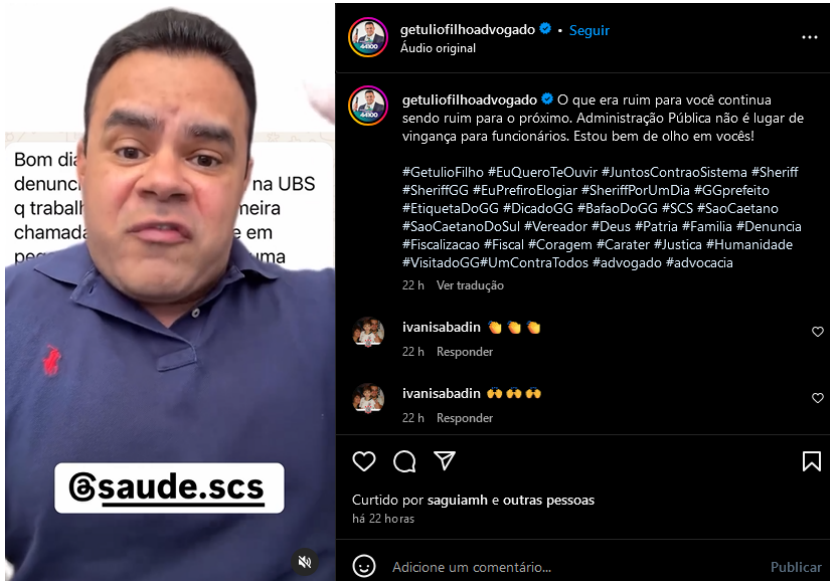 Bom dia
denunci na UBS
q trabalh meira
chamada e em
uma
@saude.scs
getuliofilhoadvogado • Seguir
Áudio original
getuliofilhoadvogado O que era ruim para você continua
sendo ruim para o próximo. Administração Pública não é lugar de
vingança para funcionários. Estou bem de olho em vocês!
#GetulioFilho #EuQueroTeOuvir #JuntosContraoSistema #Sheriff
#SheriffGG #EuPrefiroElogiar #SheriffPorUmDia #GGprefeito
#EtiquetaDoGG #DicadoGG #BafaoDoGG #SCS #SaoCaetano
#SaoCaetanoDoSul #Vereador #Deus #Patria #Familia #Denuncia
#Fiscalizacao #Fiscal #Coragem #Carater #Justica #Humanidade
#VisitadoGG#UmContraTodos #advogado #advocacia
22 h Ver tradução
ivanisabadin 👏 👏 👏
22 h Responder
ivanisabadin 🙌 🙌 🙌
22 h Responder
Curtido por saguiamh e outras pessoas
há 22 horas
Adicione um comentário... Publicar